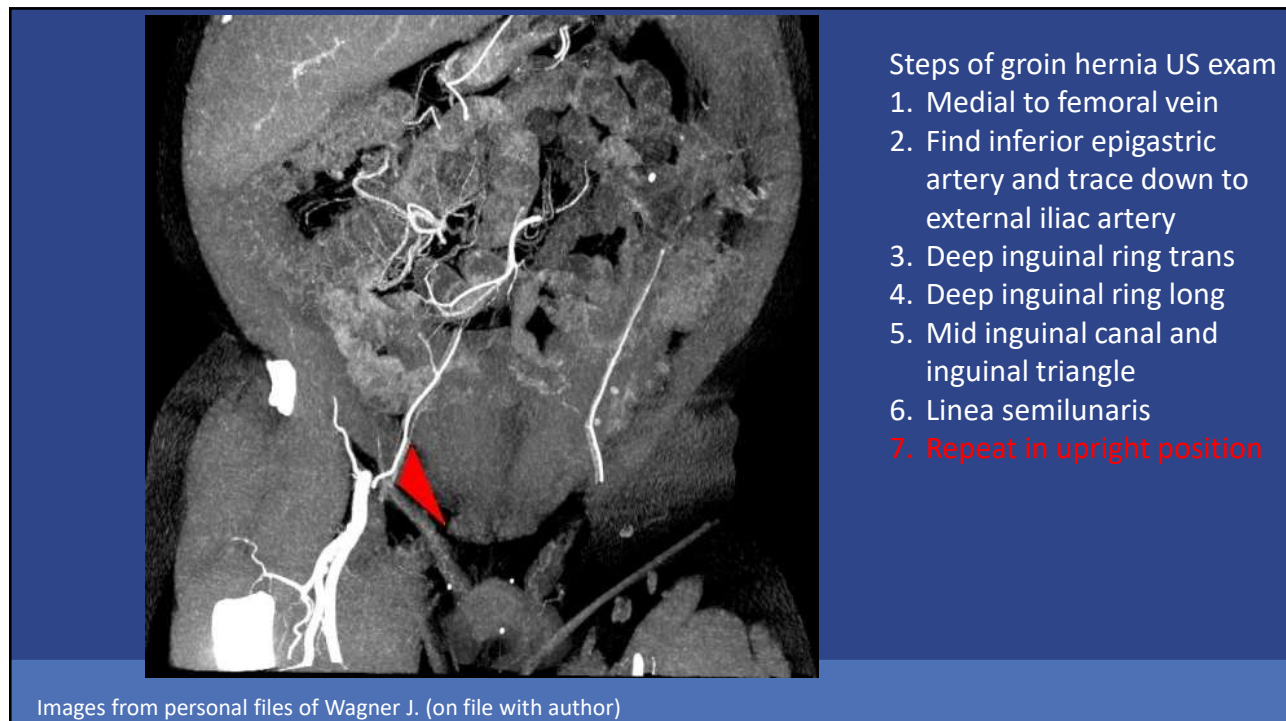 Steps of groin hernia US exam
1. Medial to femoral vein
2. Find inferior epigastric
artery and trace down to
external iliac artery
3. Deep inguinal ring trans
4. Deep inguinal ring long
5. Mid inguinal canal and
inguinal triangle
6. Linea semilunaris
7. Repeat in upright position
Images from personal files of Wagner J. (on file with author)